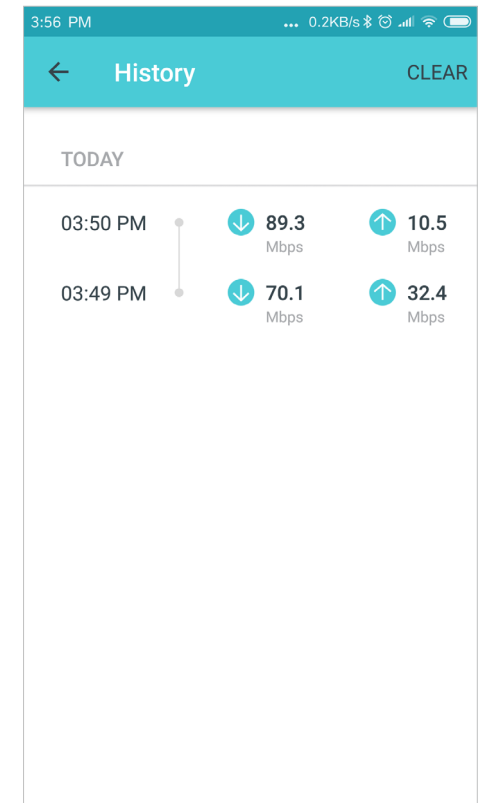 3:56 PM ... 0.2KB/s
History CLEAR
TODAY
03:50 PM 89.3 10.5
Mbps Mbps
03:49 PM 70.1 32.4
Mbps Mbps